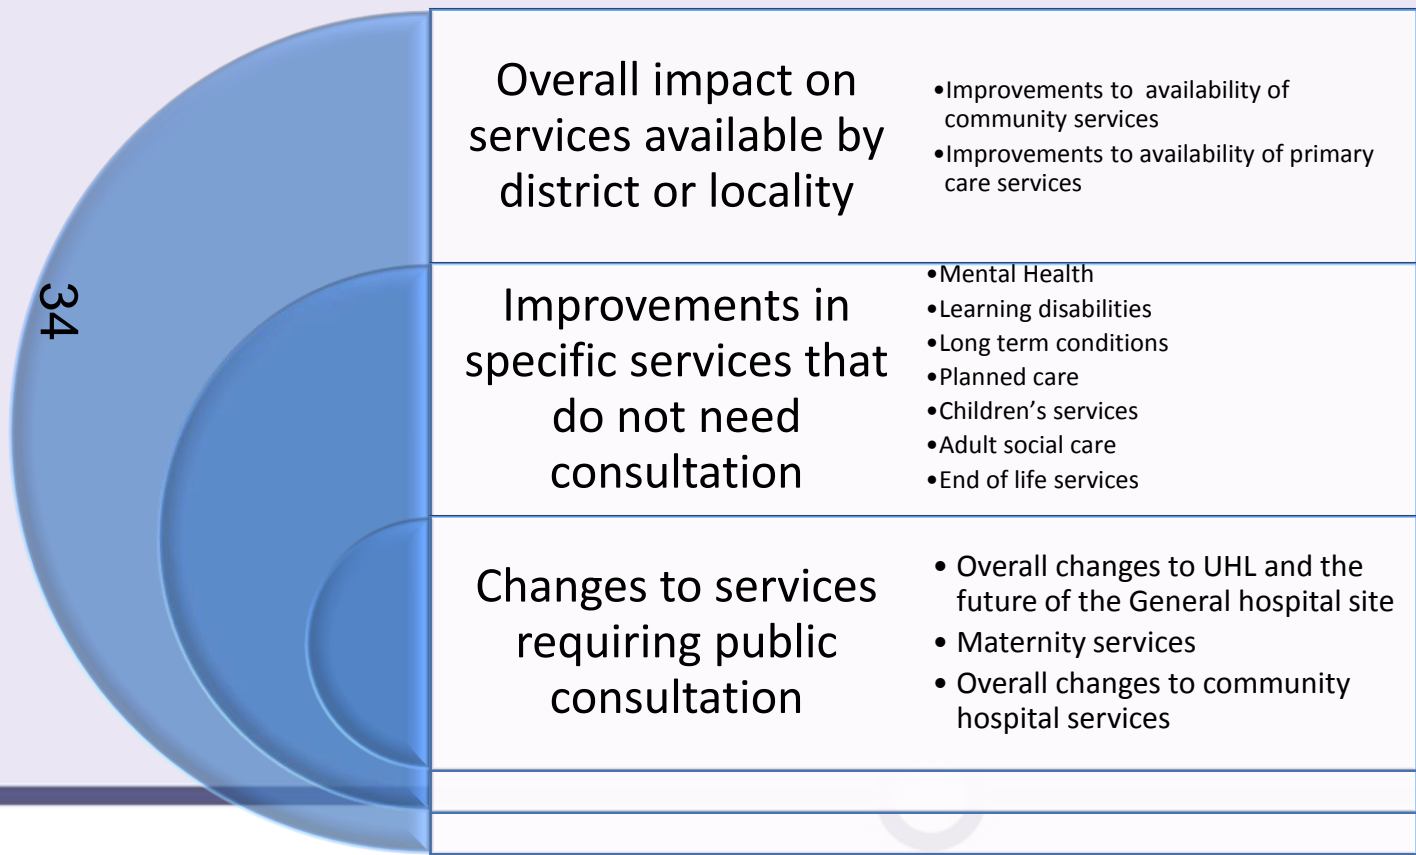 Overall impact on
services available by
district or locality
•Improvements to  availability of
community services
•Improvements to availability of primary
care services
34
Improvements in
specific services that
do not need
consultation
•Mental Health
•Learning disabilities
•Long term conditions
•Planned care
•Children’s services
•Adult social care
•End of life services
Changes to services
requiring public
consultation
• Overall changes to UHL and the
future of the General hospital site
• Maternity services
• Overall changes to community
hospital services